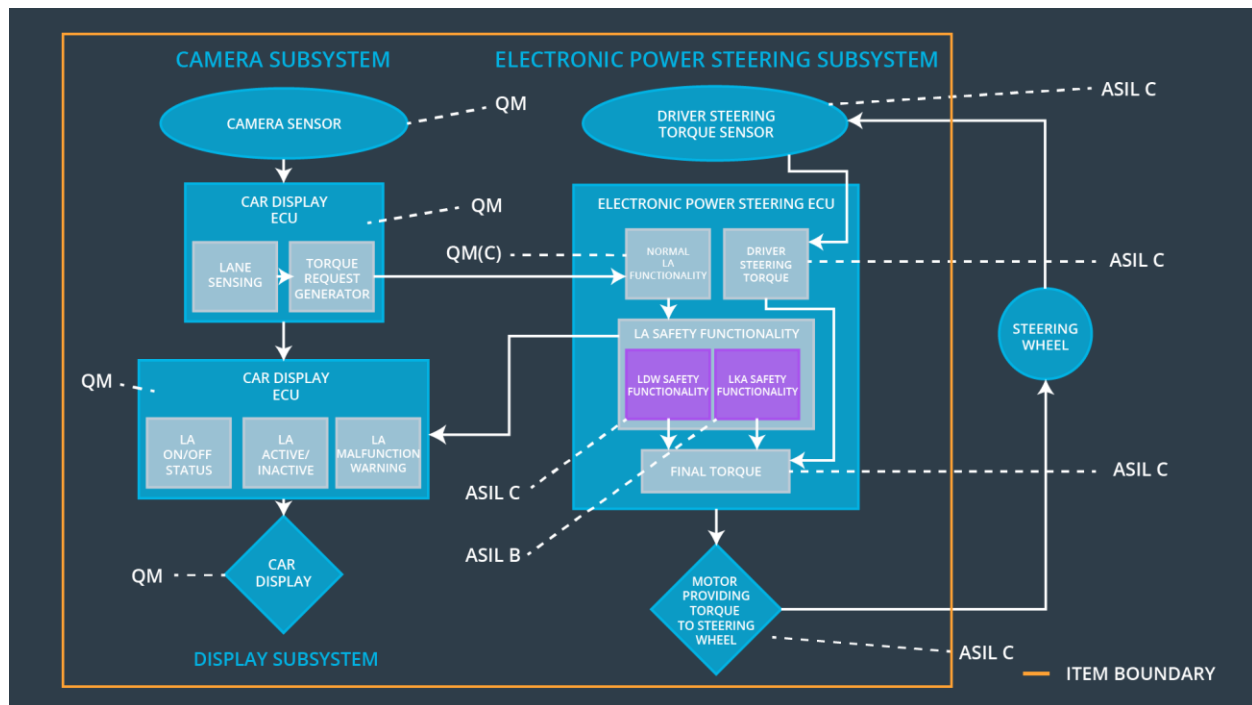 CAMERA SUBSYSTEM
ELECTRONIC POWER STEERING SUBSYSTEM
CAMERA SENSOR
QM
DRIVER STEERING
TORQUE SENSOR
ASIL C
CAR DISPLAY
ECU
QM
LANE
SENSING
TORQUE
REQUEST
GENERATOR
ELECTRONIC POWER STEERING ECU
QM(C)
NORMAL
LA
FUNCTIONALITY
DRIVER
STEERING
TORQUE
ASIL C
STEERING
WHEEL
LA SAFETY FUNCTIONALITY
LDW SAFETY
FUNCTIONALITY
LKA SAFETY
FUNCTIONALITY
QM
CAR DISPLAY
ECU
LA
ON/OFF
STATUS
LA
ACTIVE/
INACTIVE
LA
MALFUNCTION
WARNING
FINAL TORQUE
ASIL C
ASIL C
ASIL B
QM
CAR
DISPLAY
MOTOR
PROVIDING
TORQUE
TO STEERING
WHEEL
ASIL C
DISPLAY SUBSYSTEM
ITEM BOUNDARY